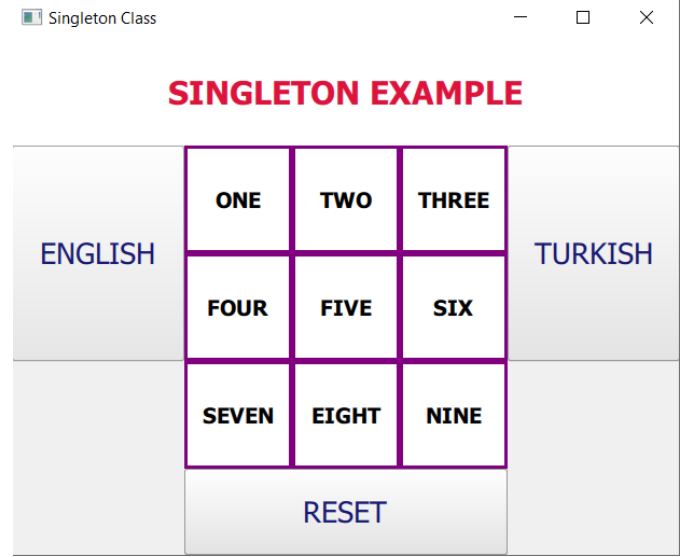 Singleton Class
SINGLETON EXAMPLE
ENGLISH
ONE TWO THREE
TURKISH
FOUR FIVE SIX
SEVEN EIGHT NINE
RESET